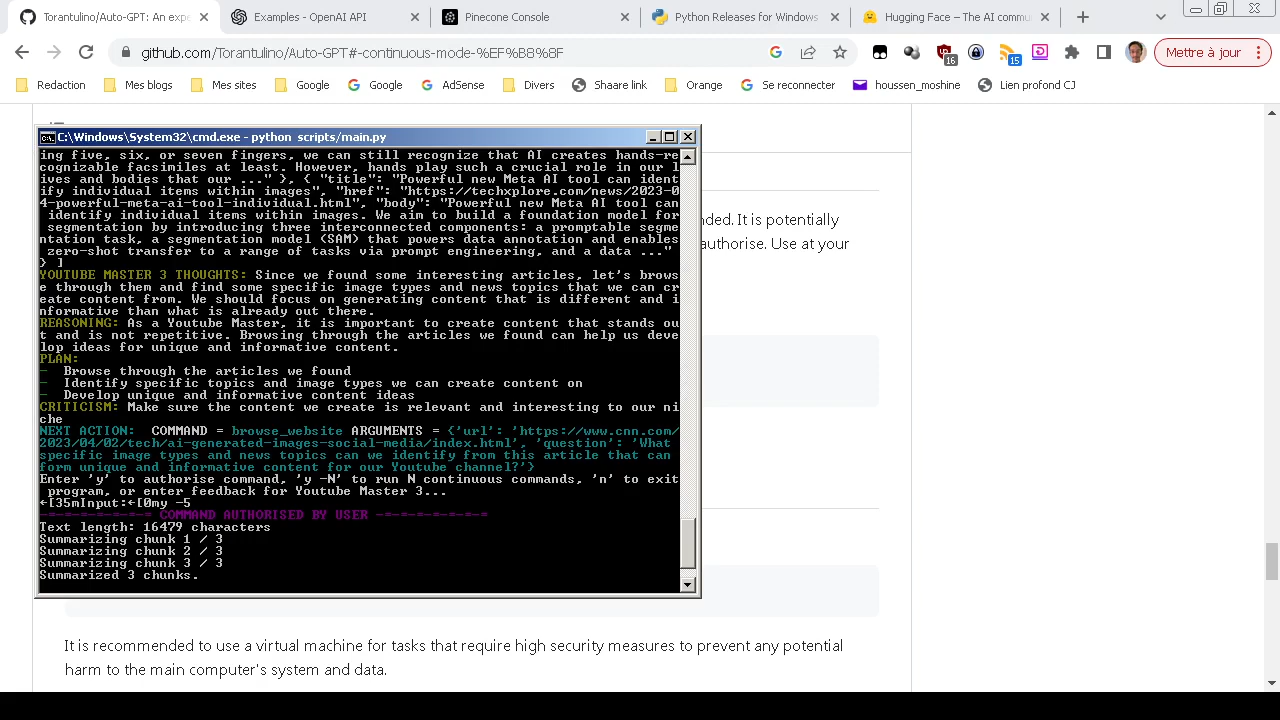 Torantulino/Auto-GPT: An expe
Examples - OpenAI API
Pinecone Console
Python Releases for Windows
Hugging Face – The AI commu
github.com/Torantulino/Auto-GPT#-continuous-mode-%EF%B8%8F
16
15
Mettre à jour
Redaction
Mes blbs
Mes sites
Google
Google
AdSense
Divers
Shaare link
Orange
Se reconnecter
houssen_moshine
Lien profond CJ
C:\Windows\System32\cmd.exe - python scripts/main.py
ing five, six, or seven fingers, we can still recognize that AI creates hands-re
cognizable facsimiles at least. However, hands play such a crucial role in our l
ives and bodies that our ..." }, { "title": "Powerful new Meta AI tool can ident
ify individual items within images", "href": "https://techxplore.com/news/2023-0
4-powerful-meta-ai-tool-individual.html", "body": "Powerful new Meta AI tool can
identify individual items within images. We aim to build a foundation model for
segmentation by introducing three interconnected components: a promptable segme
ntation task, a segmentation model (SAM) that powers data annotation and enables
zero-shot transfer to a range of tasks via prompt engineering, and a data ..."
} ]
YOUTUBE MASTER 3 THOUGHTS: Since we found some interesting articles, let's brows
e through them and find some specific image types and news topics that we can cr
eate content from. We should focus on generating content that is different and i
nformative than what is already out there.
REASONING: As a Youtube Master, it is important to create content that stands ou
t and is not repetitive. Browsing through the articles we found can help us deve
lop ideas for unique and informative content.
PLAN:
- Browse through the articles we found
- Identify specific topics and image types we can create content on
- Develop unique and informative content ideas
CRITICISM: Make sure the content we create is relevant and interesting to our ni
che
NEXT ACTION: COMMAND = browse_website ARGUMENTS = {'url': 'https://www.cnn.com/
2023/04/02/tech/ai-generated-images-social-media/index.html', 'question': 'What
specific image types and news topics can we identify from this article that can
form unique and informative content for our Youtube channel?'}
Enter 'y' to authorise command, 'y -N' to run N continuous commands, 'n' to exit
program, or enter feedback for Youtube Master 3...
←[35mInput:←[0my -5
-=-=-=-=-=-=-= COMMAND AUTHORISED BY USER -=-=-=-=-=-=-=
Text length: 16479 characters
Summarizing chunk 1 / 3
Summarizing chunk 2 / 3
Summarizing chunk 3 / 3
Summarized 3 chunks.
nded. It is potentially
authorise. Use at your
It is recommended to use a virtual machine for tasks that require high security measures to prevent any potential
harm to the main computer's system and data.